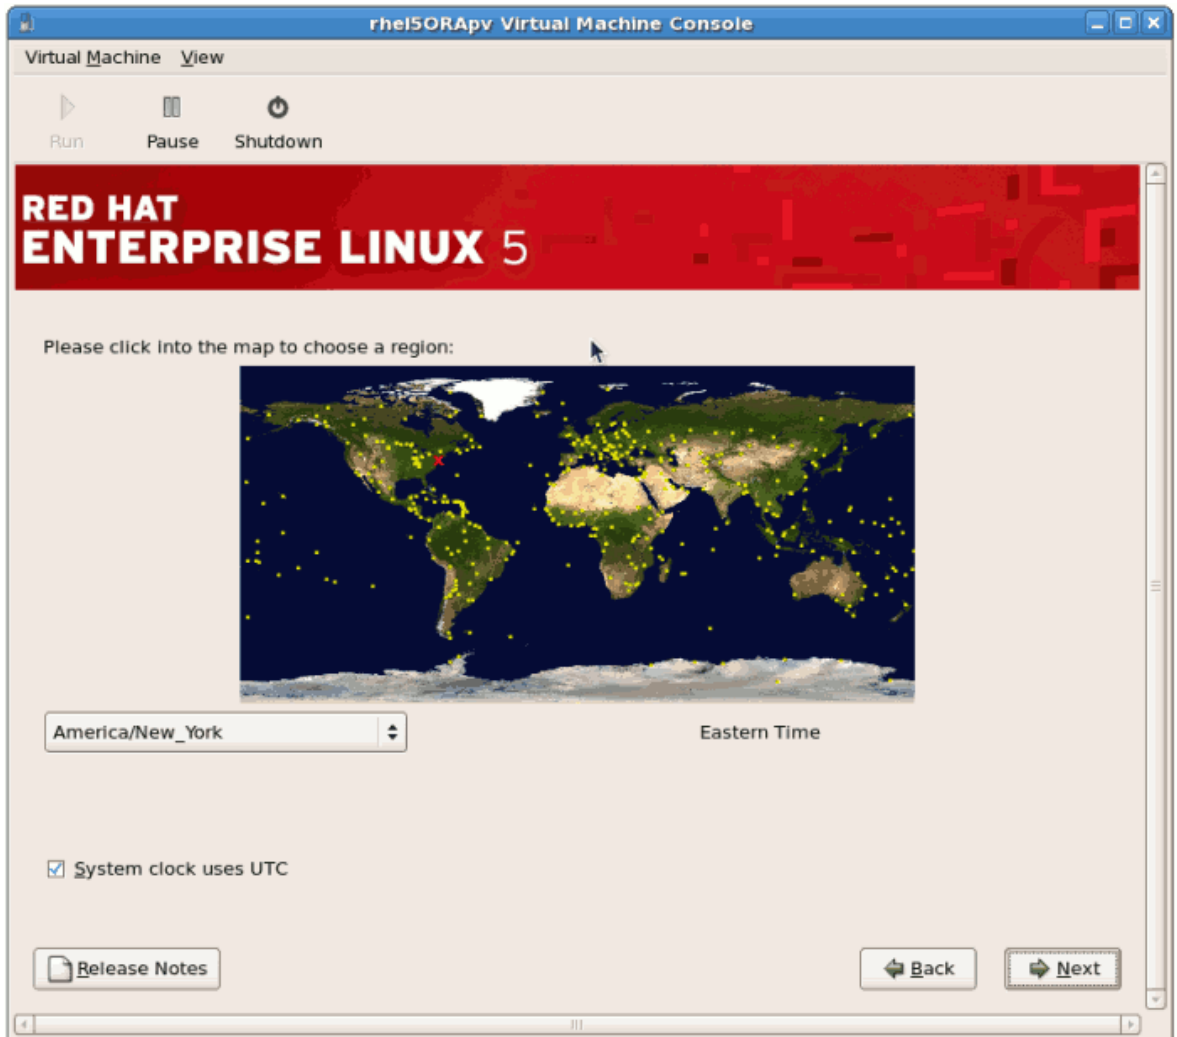 rhel5ORApv Virtual Machine Console
Virtual Machine View
Run Pause Shutdown
RED HAT
ENTERPRISE LINUX 5
Please click into the map to choose a region:
America/New_York Eastern Time
System clock uses UTC
Release Notes Back Next